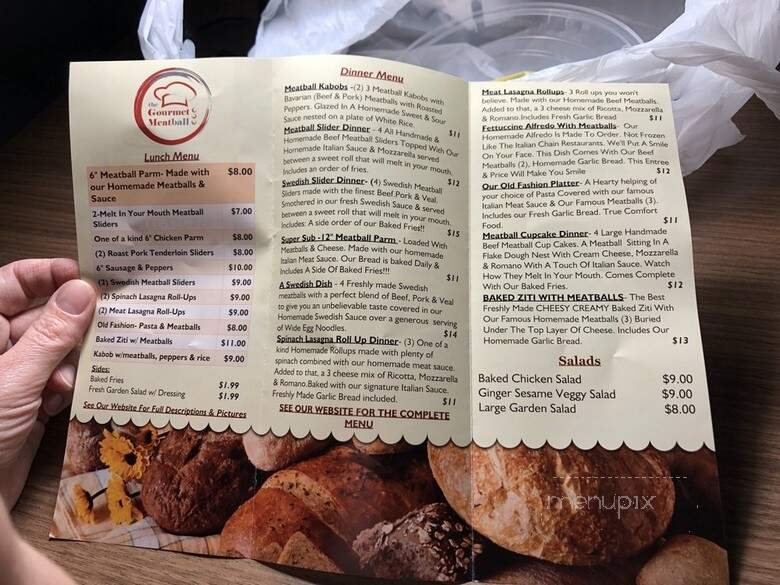 the
Gourmet
Meatball
Lunch Menu
6" Meatball Parm- Made with our Homemade Meatballs & Sauce $8.00
2-Melt In Your Mouth Meatball Sliders $7.00
One of a kind 6" Chicken Parm $8.00
(2) Roast Pork Tenderloin Sliders $8.00
6" Sausage & Peppers $10.00
(2) Swedish Meatball Sliders $9.00
(2) Spinach Lasagna Roll-Ups $9.00
(2) Meat Lasagna Roll-Ups $9.00
Old Fashion- Pasta & Meatballs $8.00
Baked Ziti w/ Meatballs $11.00
Kabob w/meatballs, peppers & rice $9.00
Sides:
Baked Fries $1.99
Fresh Garden Salad w/ Dressing $1.99
See Our Website For Full Descriptions & Pictures
Dinner Menu
Meatball Kabobs -(2) 3 Meatball Kabobs with
Bavarian (Beef & Pork) Meatballs with Roasted
Peppers. Glazed In A Homemade Sweet & Sour
Sauce nested on a plate of White Rice. $11
Meatball Slider Dinner - 4 All Handmade &
Homemade Beef Meatball Sliders Topped With Our
Homemade Italian Sauce & Mozzarella served
between a sweet roll that will melt in your mouth.
Includes an order of fries. $12
Swedish Slider Dinner- (4) Swedish Meatball
Sliders made with the finest Beef,Pork & Veal.
Smothered in our fresh Swedish Sauce & served
between a sweet roll that will melt in your mouth,
Includes: A side order of Baked Fries!! $15
Super Sub -12" Meatball Parm - Loaded With
Meatballs & Cheese. Made with our homemade
Italian Meat Sauce. Our Bread is baked Daily &
Includes A Side Of Baked Fries!!! $11
A Swedish Dish - 4 Freshly made Swedish
meatballs with a perfect blend of Beef, Pork & Veal
to give you an unbelievable taste covered in our
Homemade Swedish Sauce over a generous serving
of Wide Egg Noodles. $14
Spinach Lasagna Roll Up Dinner- (3) One of a
kind Homemade Rollups made with plenty of
spinach combined with our homemade meat sauce.
Added to that, a 3 cheese mix of Ricotta, Mozzarella
& Romano.Baked with our signature Italian Sauce.
Freshly Made Garlic Bread included. $11
SEE OUR WEBSITE FOR THE COMPLETE
MENU
Meat Lasagna Rollups- 3 Roll ups you won't
believe. Made with our Homemade Beef Meatballs.
Added to that, a 3 cheese mix of Ricotta, Mozzarella
& Romano.Includes Fresh Garlic Bread $11
Fettuccine Alfredo With Meatballs- Our
Homemade Alfredo Is Made To Order. Not Frozen
Like The Italian Chain Restaurants. We'll Put A Smile
On Your Face. This Dish Comes With Our Beef
Meatballs (2), Homemade Garlic Bread. This Entree
& Price Will Make You Smile $12
Our Old Fashion Platter- A Hearty helping of
your choice of Pasta Covered with our famous
Italian Meat Sauce & Our Famous Meatballs (3).
Includes our Fresh Garlic Bread. True Comfort
Food. $11
Meatball Cupcake Dinner- 4 Large Handmade
Beef Meatball Cup Cakes. A Meatball Sitting In A
Flake Dough Nest With Cream Cheese, Mozzarella
& Romano With A Touch Of Italian Sauce. Watch
How They Melt In Your Mouth. Comes Complete
With Our Baked Fries. $12
BAKED ZITI WITH MEATBALLS- The Best
Freshly Made CHEESY CREAMY Baked Ziti With
Our Famous Homemade Meatballs (3) Buried
Under The Top Layer Of Cheese. Includes Our
Homemade Garlic Bread. $13
Salads
Baked Chicken Salad $9.00
Ginger Sesame Veggy Salad $9.00
Large Garden Salad $8.00
menupix